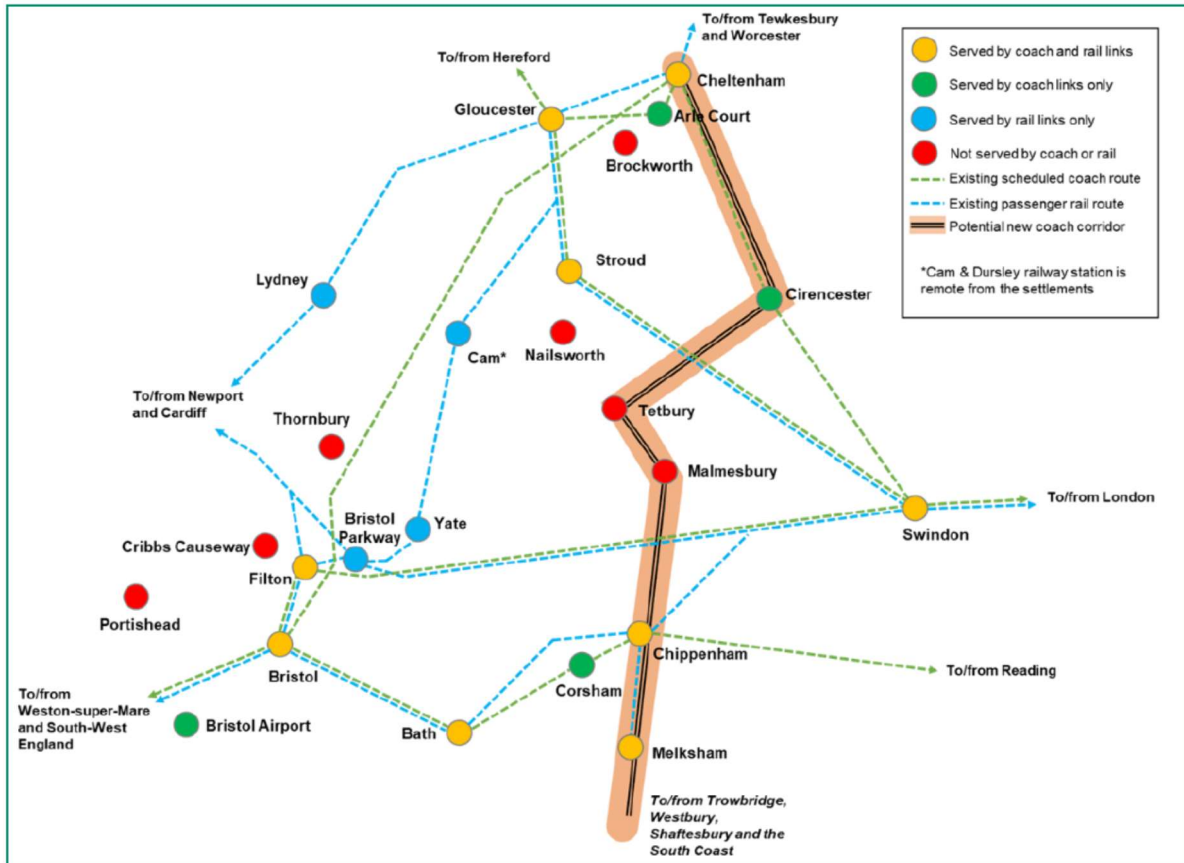 To/from Tewkesbury
and Worcester
To/from Hereford
Cheltenham
Gloucester
Arle Court
Brockworth
Stroud
Lydney
Cirencester
Cam*
Nailsworth
To/from Newport
and Cardiff
Tetbury
Thornbury
Malmesbury
To/from London
Swindon
Bristol
Parkway
Yate
Cribbs Causeway
Filton
Portishead
Chippenham
To/from Reading
Bristol
Corsham
To/from
Weston-super-Mare
and South-West
England
Bristol Airport
Bath
Melksham
To/from Trowbridge,
Westbury,
Shaftesbury and the
South Coast
Served by coach and rail links
Served by coach links only
Served by rail links only
Not served by coach or rail
Existing scheduled coach route
Existing passenger rail route
Potential new coach corridor
*Cam & Dursley railway station is
remote from the settlements